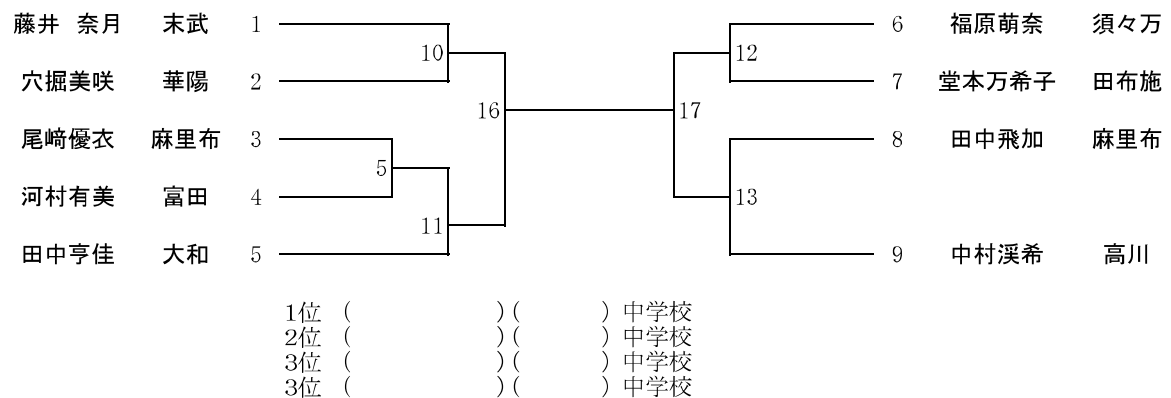 藤井 奈月 末武 1 6 福原萌奈 須々万
10 12
穴掘美咲 華陽 2 7 堂本万希子 田布施
16 17
尾﨑優衣 麻里布 3 8 田中飛加 麻里布
5
河村有美 富田 4 13
11
田中亨佳 大和 5 9 中村渓希 高川
1位 ( )( ) 中学校
2位 ( )( ) 中学校
3位 ( )( ) 中学校
3位 ( )( ) 中学校